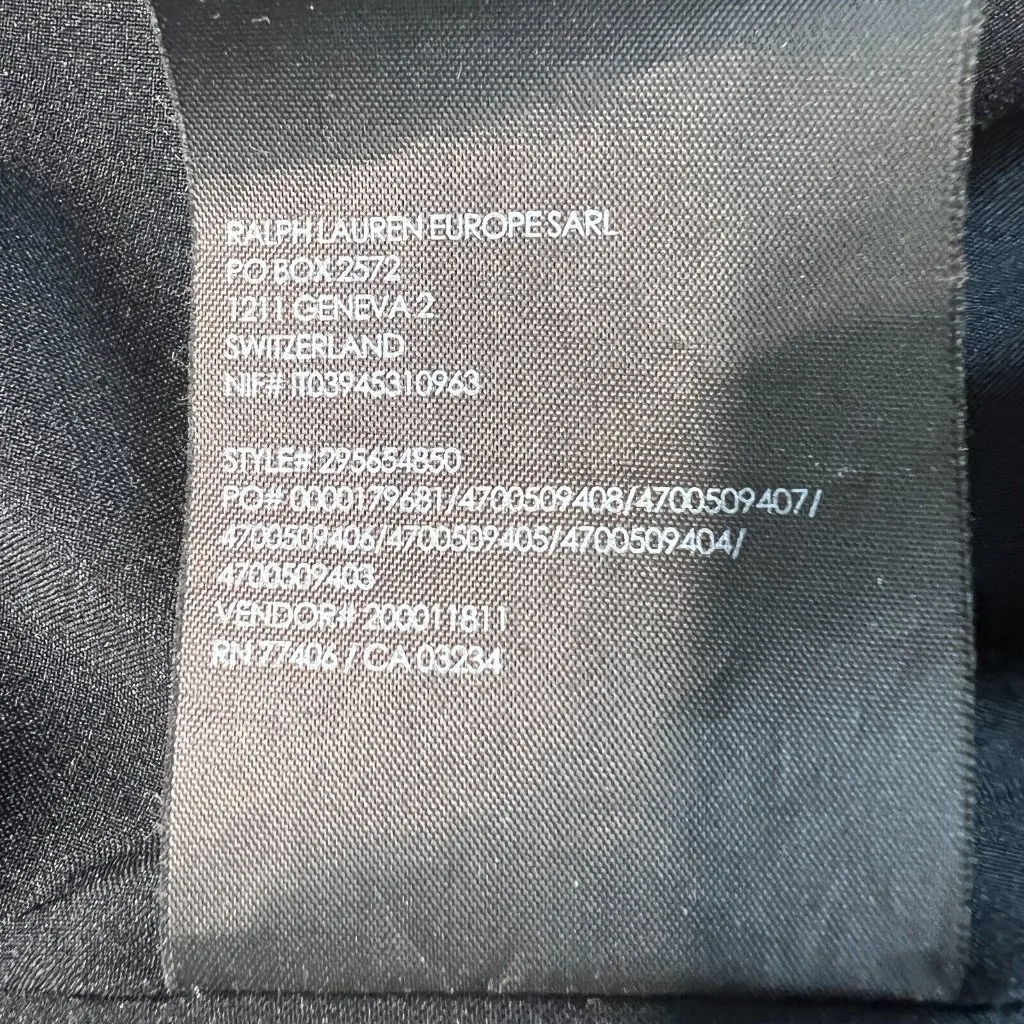 RALPH LAUREN EUROPE SARL
PO BOX 2572
1211 GENEVA 2
SWITZERLAND
NIF# IT03945310963
STYLE# 295654850
PO# 0000179681/4700509408/4700509407/
4700509406/4700509405/4700509404/
4700509403
VENDOR# 200011811
RN 77406 / CA 03234